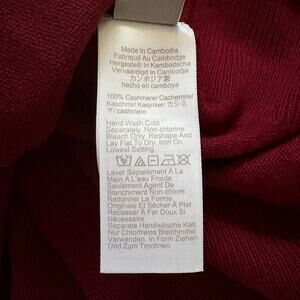 Made In Cambodia
Fabriqué Au Cambodge
Hergestellt In Kambodscha
Vervaardigd In Cambodja
カンボジア製
hecho en camboya
100% Cashmere/ Cachemire/
Kaschmir/ Kasjmier/ カシミ
ヤ/ cashmere
Hand Wash Cold
Separately, Non-chlorine
Bleach Only, Reshape And
Lay Flat To Dry, Iron On
Lowest Setting.
Laver Séparément À La
Main À L'eau Froide.
Seulement Agent De
Blanchiment Non-chlore.
Redonner La Forme
Originale Et Sécher À Plat
Repasser À Fer Doux Si
Nécessaire.
Separate Handwäsche Kalt
Nur Chlorfreies Bleichmittel
Verwenden, In Form Ziehen
Und Zum Trocknen